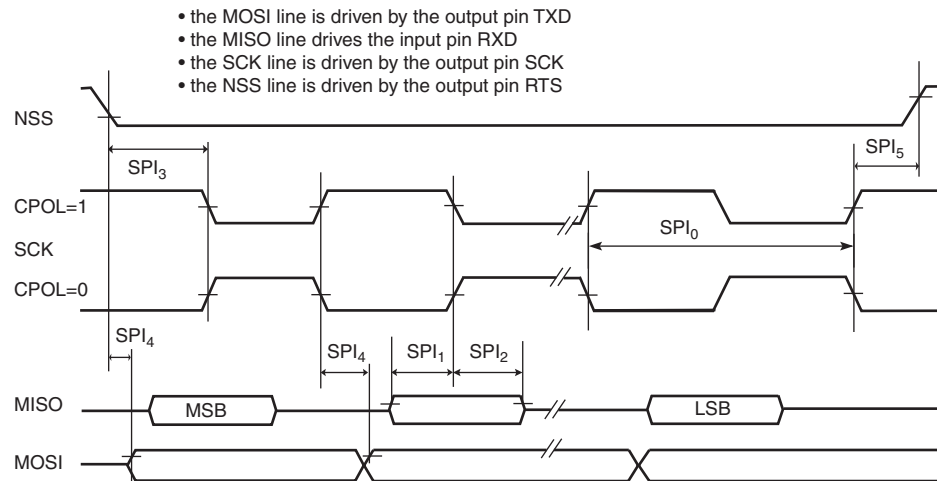 • the MOSI line is driven by the output pin TXD
• the MISO line drives the input pin RXD
• the SCK line is driven by the output pin SCK
• the NSS line is driven by the output pin RTS
NSS
SPI3
SPI5
CPOL=1
SPI0
SCK
CPOL=0
SPI4
SPI4
SPI1
SPI2
MISO
MSB
LSB
MOSI